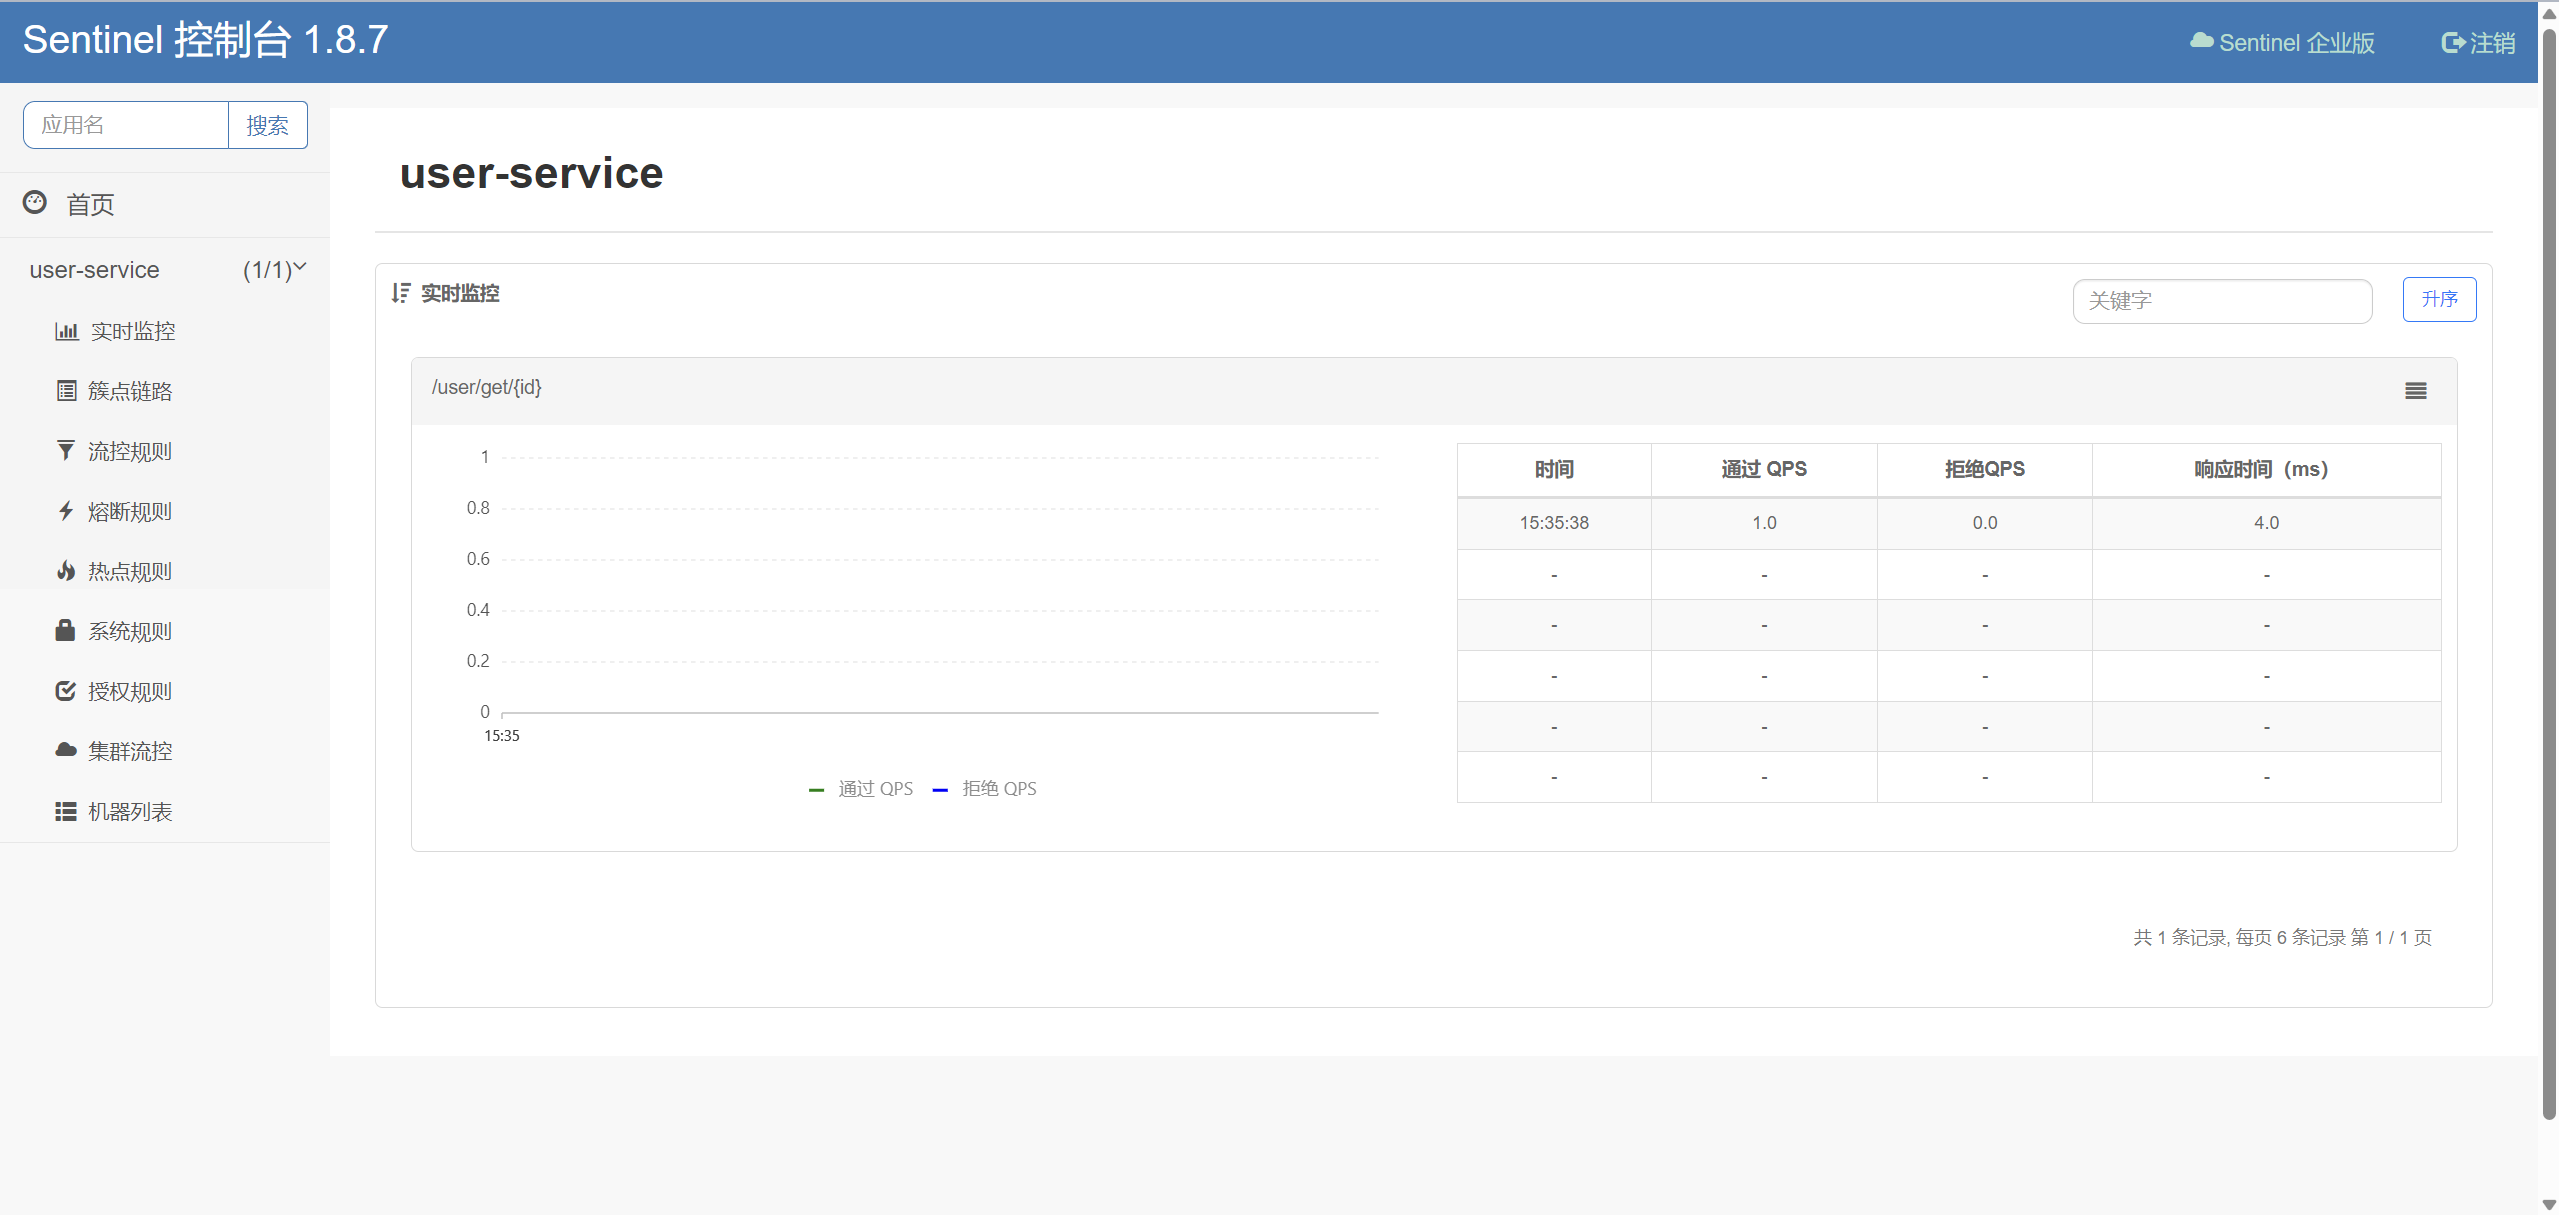 Sentinel 控制台 1.8.7
Sentinel 企业版
注销
应用名
搜索
首页
user-service (1/1)
实时监控
簇点链路
流控规则
熔断规则
热点规则
系统规则
授权规则
集群流控
机器列表
user-service
实时监控
关键字
升序
/user/get/{id}
1
0.8
0.6
0.4
0.2
0
15:35
通过 QPS 拒绝 QPS
时间 通过 QPS 拒绝QPS 响应时间（ms）
15:35:38 1.0 0.0 4.0
- - - -
- - - -
- - - -
- - - -
- - - -
共 1 条记录, 每页 6 条记录 第 1 / 1 页